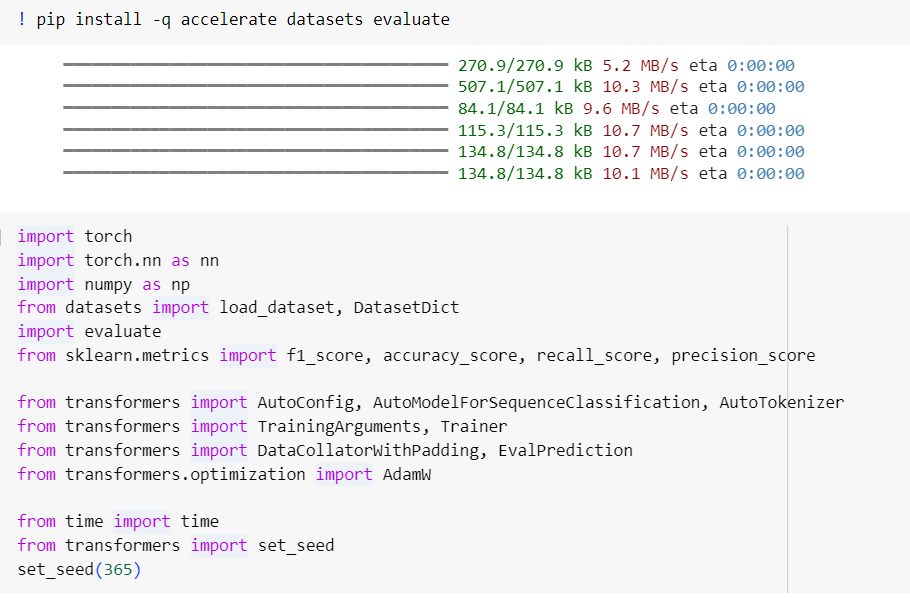 ! pip install -q accelerate datasets evaluate
270.9/270.9 kB 5.2 MB/s eta 0:00:00
507.1/507.1 kB 10.3 MB/s eta 0:00:00
84.1/84.1 kB 9.6 MB/s eta 0:00:00
115.3/115.3 kB 10.7 MB/s eta 0:00:00
134.8/134.8 kB 10.7 MB/s eta 0:00:00
134.8/134.8 kB 10.1 MB/s eta 0:00:00
import torch
import torch.nn as nn
import numpy as np
from datasets import load_dataset, DatasetDict
import evaluate
from sklearn.metrics import f1_score, accuracy_score, recall_score, precision_score
from transformers import AutoConfig, AutoModelForSequenceClassification, AutoTokenizer
from transformers import TrainingArguments, Trainer
from transformers import DataCollatorWithPadding, EvalPrediction
from transformers.optimization import AdamW
from time import time
from transformers import set_seed
set_seed(365)